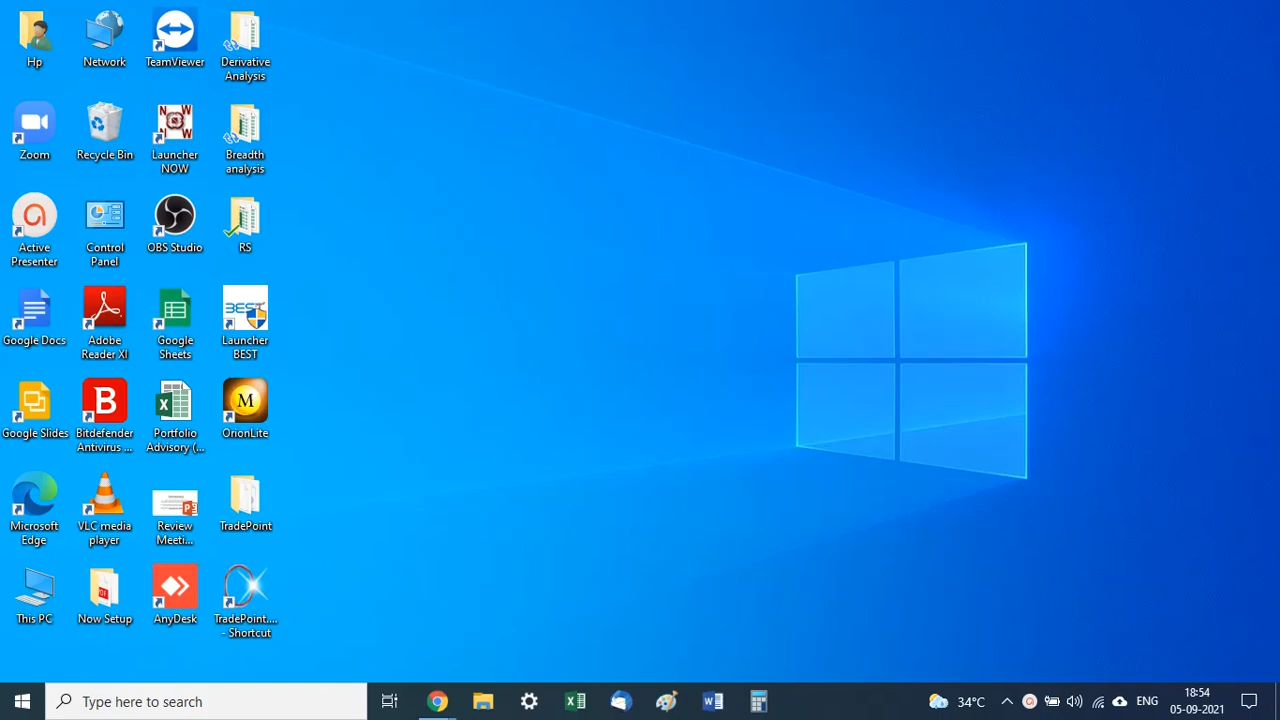 Hp
Network
TeamViewer
Derivative
Analysis
Zoom
Recycle Bin
Launcher
NOW
Breadth
analysis
Active
Presenter
Control
Panel
OBS Studio
RS
Google Docs
Adobe
Reader XI
Google
Sheets
BEST
Launcher
BEST
Google Slides
B
Bitdefender
Antivirus ...
Portfolio
Advisory (...
M
OrionLite
Microsoft
Edge
VLC media
player
Review
Meeti...
TradePoint
This PC
Now Setup
AnyDesk
TradePoint....
- Shortcut
Type here to search
34°C
ENG
18:54
05-09-2021